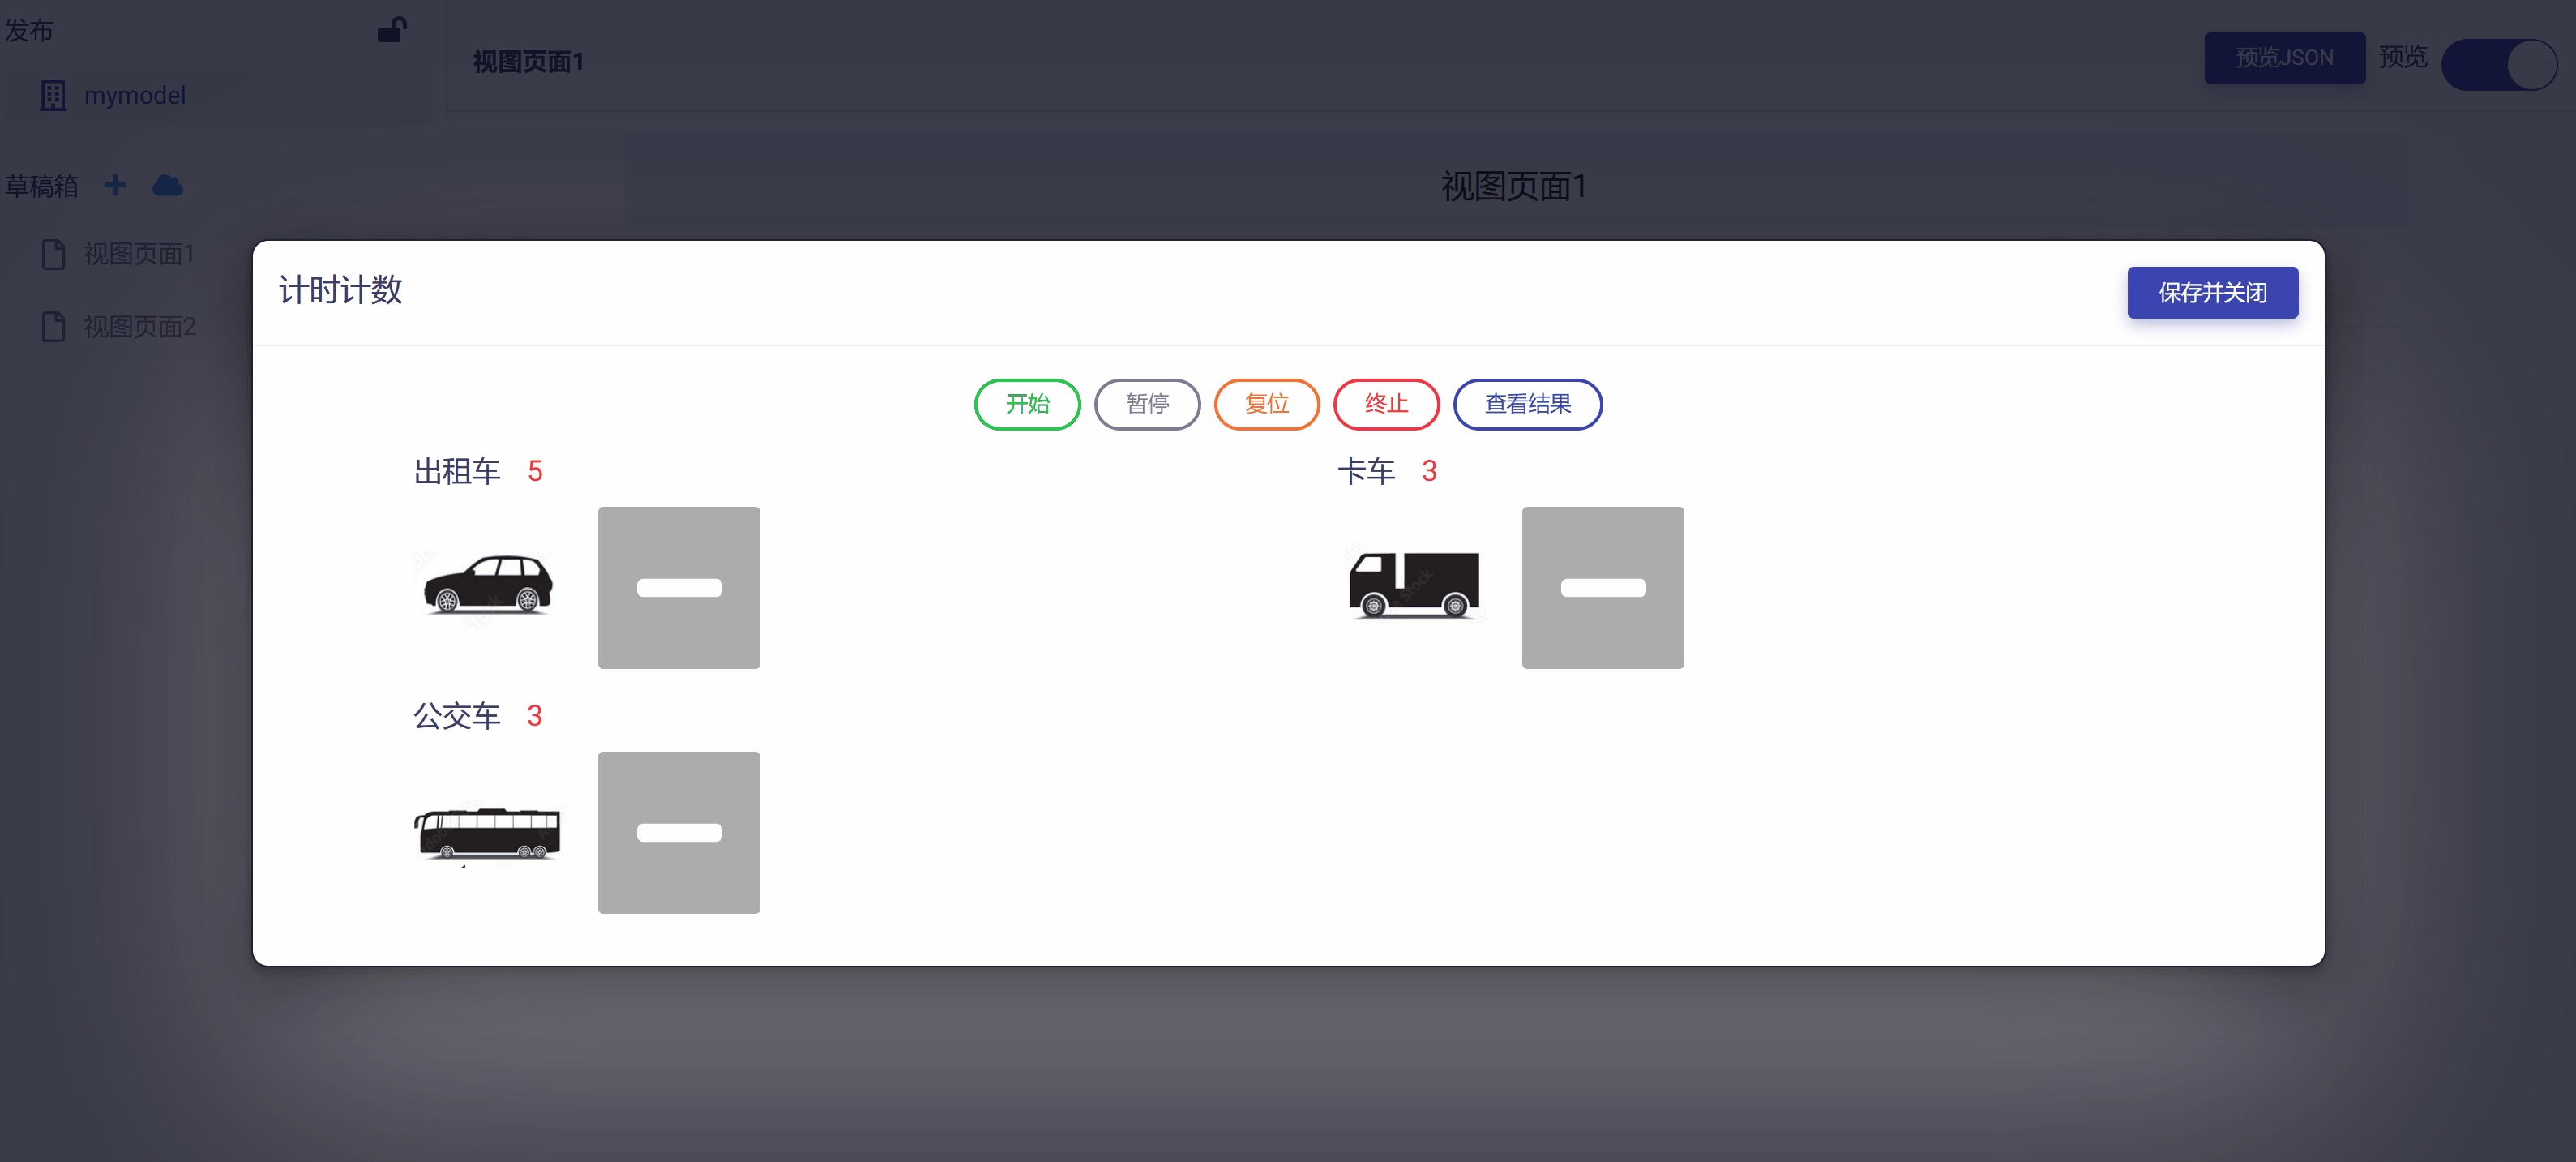 发布
mymodel
草稿箱
视图页面1
视图页面2
视图页面1
预览JSON 预览
视图页面1
计时计数
保存并关闭
开始 暂停 复位 终止 查看结果
出租车 5
卡车 3
公交车 3